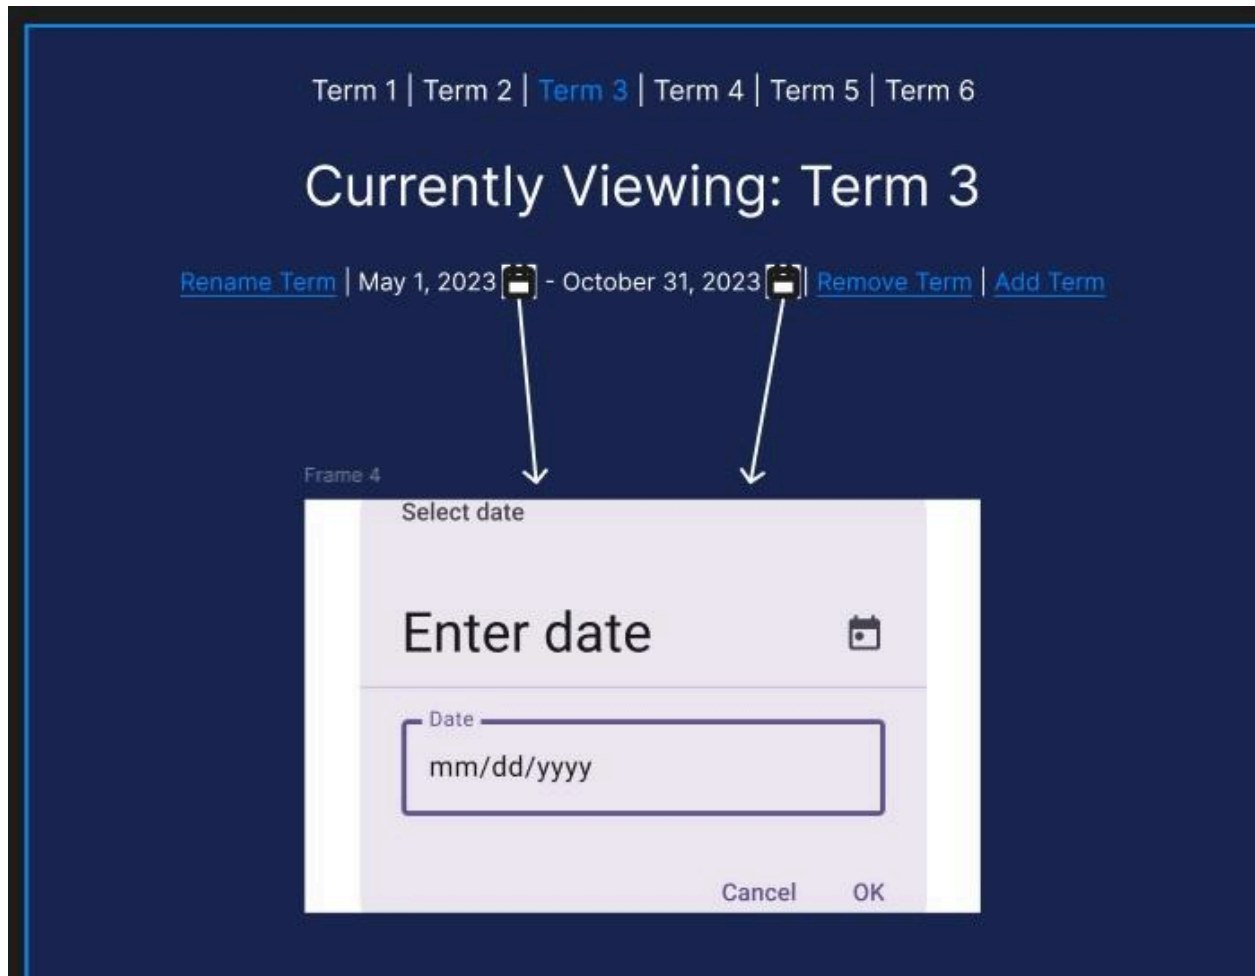 Term 1 | Term 2 | Term 3 | Term 4 | Term 5 | Term 6
Currently Viewing: Term 3
Rename Term | May 1, 2023 - October 31, 2023 | Remove Term | Add Term
Frame 4
Select date
Enter date
Date
mm/dd/yyyy
Cancel OK